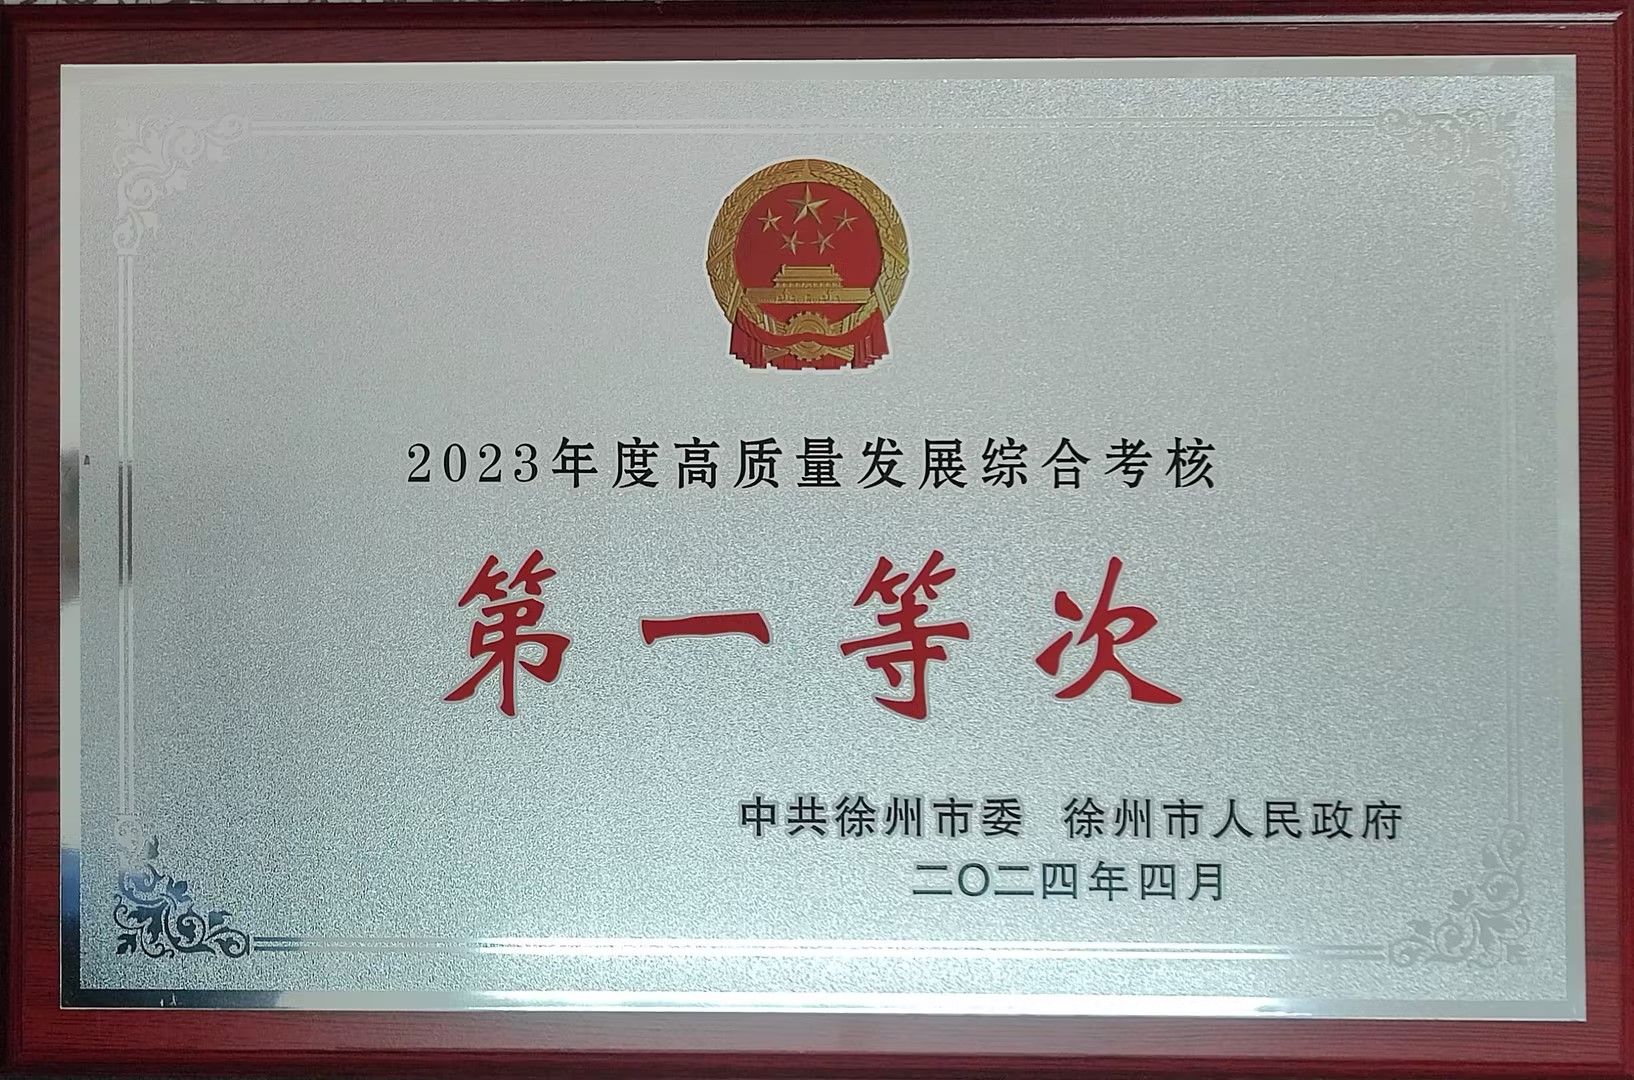 2023年度高质量发展综合考核
第一等次
中共徐州市委 徐州市人民政府
二〇二四年四月